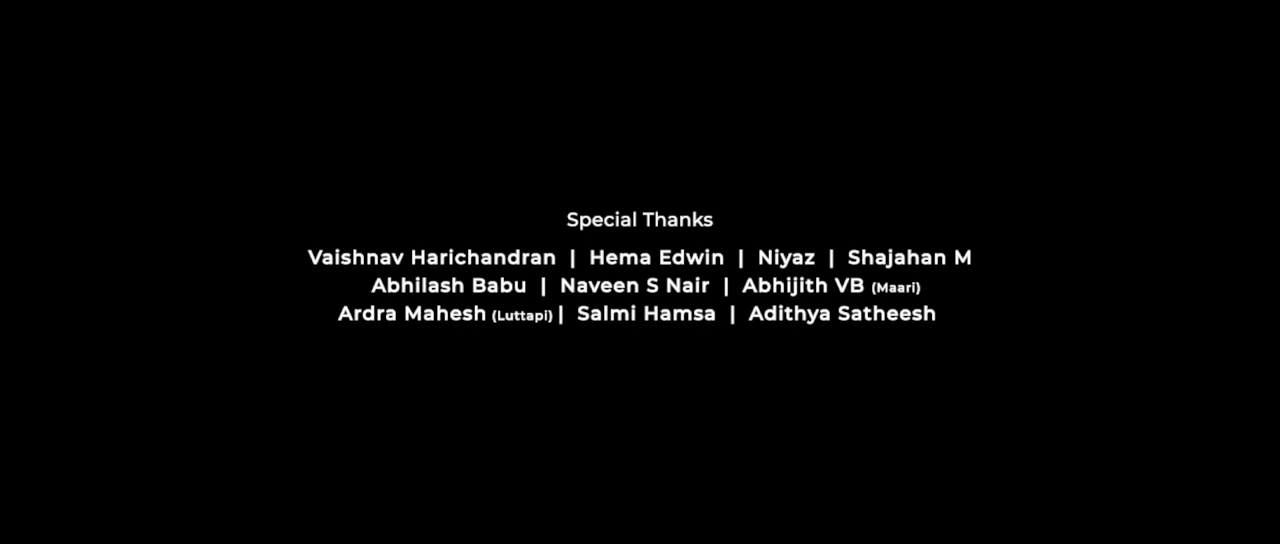 Special Thanks
Vaishnav Harichandran | Hema Edwin | Niyaz | Shajahan M
Abhilash Babu | Naveen S Nair | Abhijith VB (Maari)
Ardra Mahesh (Luttapi) | Salmi Hamsa | Adithya Satheesh